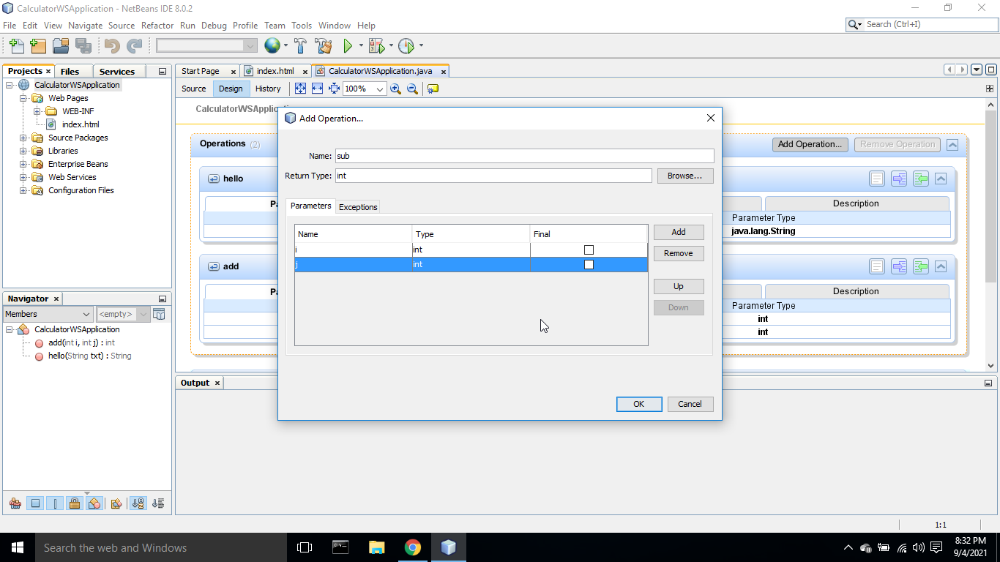 CalculatorWSApplication - NetBeans IDE 8.0.2
File Edit View Navigate Source Refactor Run Debug Profile Team Tools Window Help
Search (Ctrl+I)
Projects Files Services
CalculatorWSApplication
Web Pages
WEB-INF
index.html
Source Packages
Libraries
Enterprise Beans
Web Services
Configuration Files
Navigator
Members <empty>
CalculatorWSApplication
add(int i, int j) : int
hello(String txt) : String
Start Page index.html CalculatorWSApplication.java
Source Design History 100%
CalculatorWSApplica
Operations (2) Add Operation... Remove Operation
hello
Pa Description
Parameter Type
java.lang.String
add
Pa Description
Parameter Type
int
int
Add Operation...
Name: sub
Return Type: int Browse...
Parameters Exceptions
Name Type Final
i int
j int
Add
Remove
Up
Down
OK Cancel
Output
1:1
Search the web and Windows
8:32 PM
9/4/2021